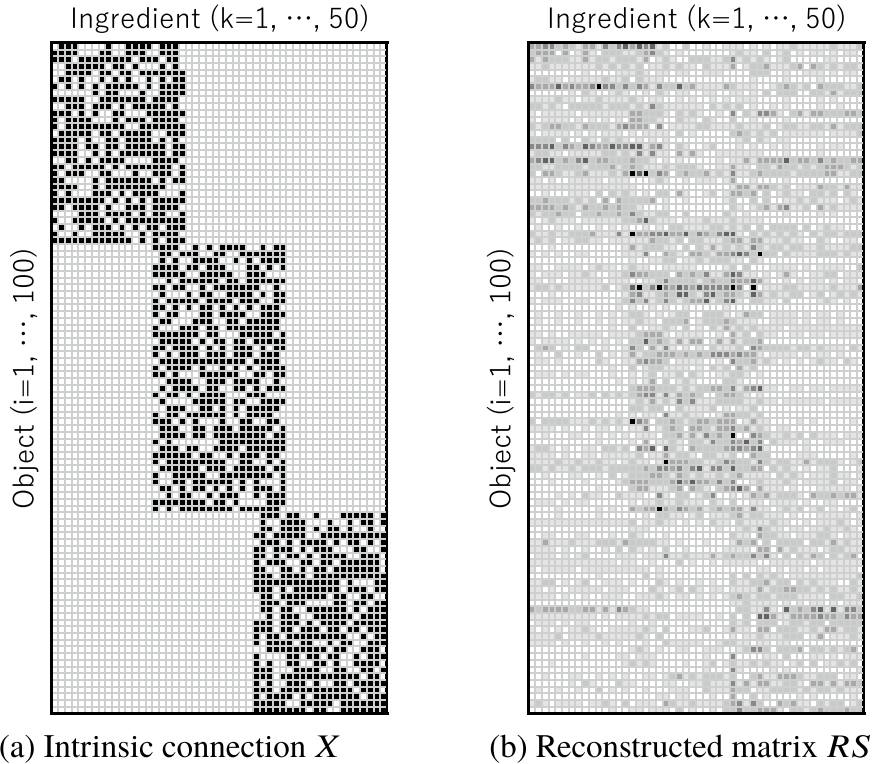 Ingredient (k=1, ⋯, 50)
Object (i=1, ⋯, 100)
(a) Intrinsic connection X
Ingredient (k=1, ⋯, 50)
Object (i=1, ⋯, 100)
(b) Reconstructed matrix RS